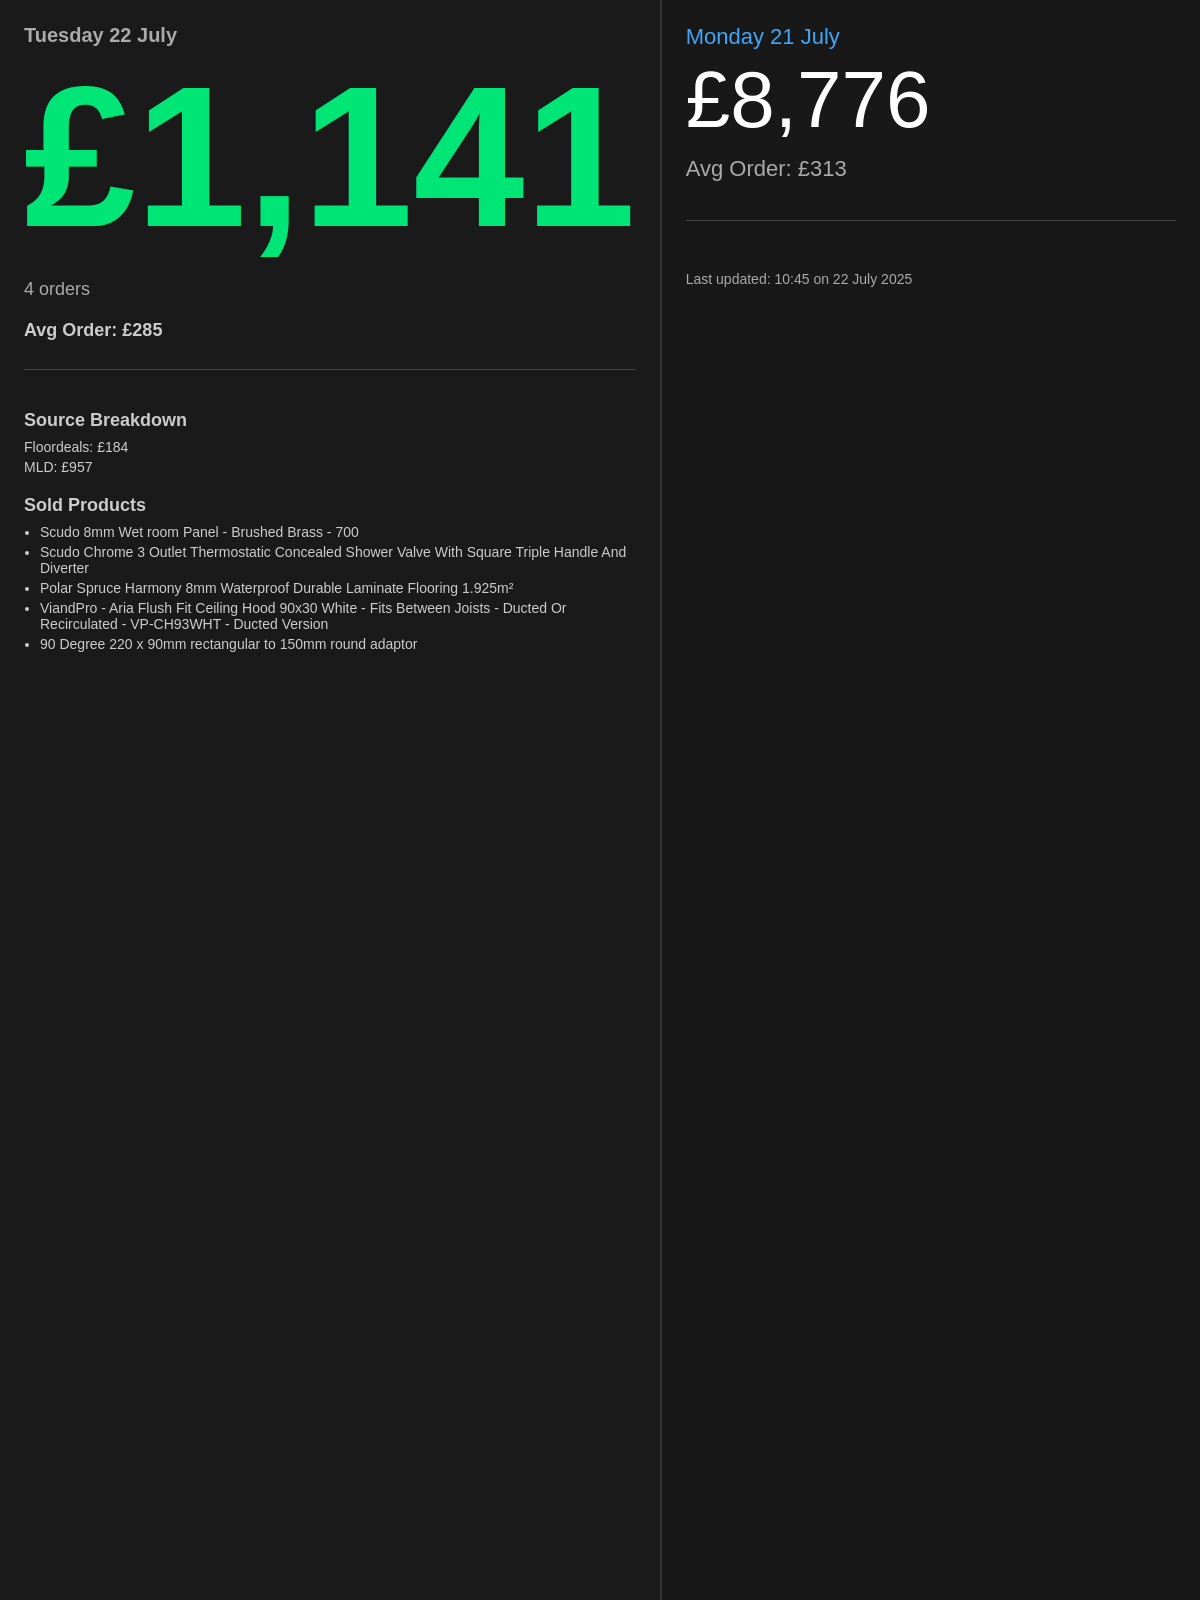 Tuesday 22 July
£1,141
4 orders
Avg Order: £285
Source Breakdown
Floordeals: £184
MLD: £957
Sold Products
• Scudo 8mm Wet room Panel - Brushed Brass - 700
• Scudo Chrome 3 Outlet Thermostatic Concealed Shower Valve With Square Triple Handle And
Diverter
• Polar Spruce Harmony 8mm Waterproof Durable Laminate Flooring 1.925m²
• ViandPro - Aria Flush Fit Ceiling Hood 90x30 White - Fits Between Joists - Ducted Or
Recirculated - VP-CH93WHT - Ducted Version
• 90 Degree 220 x 90mm rectangular to 150mm round adaptor
Monday 21 July
£8,776
Avg Order: £313
Last updated: 10:45 on 22 July 2025